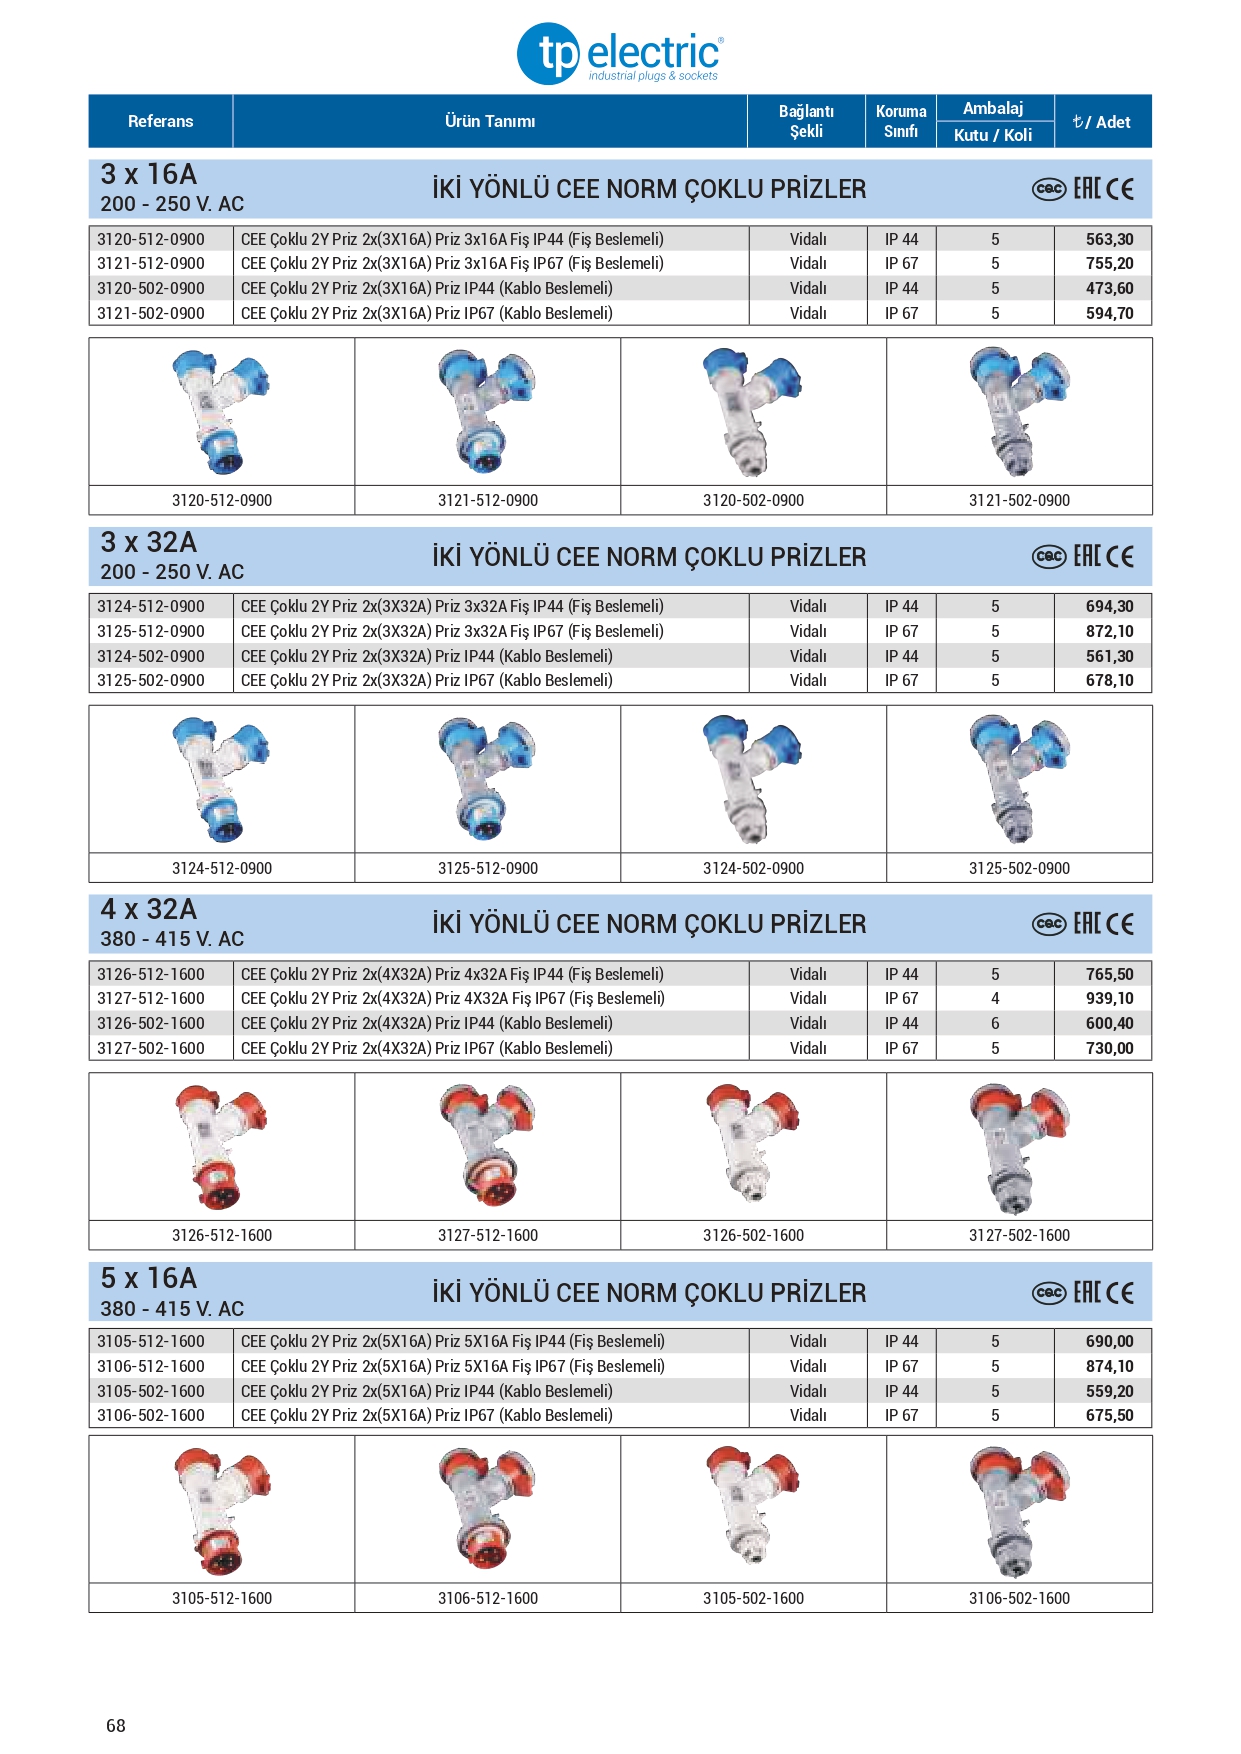 tp electric®
industrial plugs & sockets
Referans Ürün Tanımı Bağlantı Şekli Koruma Sınıfı Ambalaj Kutu / Koli ₺/ Adet
3 x 16A
200 - 250 V. AC
İKİ YÖNLÜ CEE NORM ÇOKLU PRİZLER
EAC CE
3120-512-0900 CEE Çoklu 2Y Priz 2x(3X16A) Priz 3x16A Fiş IP44 (Fiş Beslemeli) Vidalı IP 44 5 563,30
3121-512-0900 CEE Çoklu 2Y Priz 2x(3X16A) Priz 3x16A Fiş IP67 (Fiş Beslemeli) Vidalı IP 67 5 755,20
3120-502-0900 CEE Çoklu 2Y Priz 2x(3X16A) Priz IP44 (Kablo Beslemeli) Vidalı IP 44 5 473,60
3121-502-0900 CEE Çoklu 2Y Priz 2x(3X16A) Priz IP67 (Kablo Beslemeli) Vidalı IP 67 5 594,70
3120-512-0900 3121-512-0900 3120-502-0900 3121-502-0900
3 x 32A
200 - 250 V. AC
İKİ YÖNLÜ CEE NORM ÇOKLU PRİZLER
EAC CE
3124-512-0900 CEE Çoklu 2Y Priz 2x(3X32A) Priz 3x32A Fiş IP44 (Fiş Beslemeli) Vidalı IP 44 5 694,30
3125-512-0900 CEE Çoklu 2Y Priz 2x(3X32A) Priz 3x32A Fiş IP67 (Fiş Beslemeli) Vidalı IP 67 5 872,10
3124-502-0900 CEE Çoklu 2Y Priz 2x(3X32A) Priz IP44 (Kablo Beslemeli) Vidalı IP 44 5 561,30
3125-502-0900 CEE Çoklu 2Y Priz 2x(3X32A) Priz IP67 (Kablo Beslemeli) Vidalı IP 67 5 678,10
3124-512-0900 3125-512-0900 3124-502-0900 3125-502-0900
4 x 32A
380 - 415 V. AC
İKİ YÖNLÜ CEE NORM ÇOKLU PRİZLER
EAC CE
3126-512-1600 CEE Çoklu 2Y Priz 2x(4X32A) Priz 4x32A Fiş IP44 (Fiş Beslemeli) Vidalı IP 44 5 765,50
3127-512-1600 CEE Çoklu 2Y Priz 2x(4X32A) Priz 4X32A Fiş IP67 (Fiş Beslemeli) Vidalı IP 67 4 939,10
3126-502-1600 CEE Çoklu 2Y Priz 2x(4X32A) Priz IP44 (Kablo Beslemeli) Vidalı IP 44 6 600,40
3127-502-1600 CEE Çoklu 2Y Priz 2x(4X32A) Priz IP67 (Kablo Beslemeli) Vidalı IP 67 5 730,00
3126-512-1600 3127-512-1600 3126-502-1600 3127-502-1600
5 x 16A
380 - 415 V. AC
İKİ YÖNLÜ CEE NORM ÇOKLU PRİZLER
EAC CE
3105-512-1600 CEE Çoklu 2Y Priz 2x(5X16A) Priz 5X16A Fiş IP44 (Fiş Beslemeli) Vidalı IP 44 5 690,00
3106-512-1600 CEE Çoklu 2Y Priz 2x(5X16A) Priz 5X16A Fiş IP67 (Fiş Beslemeli) Vidalı IP 67 5 874,10
3105-502-1600 CEE Çoklu 2Y Priz 2x(5X16A) Priz IP44 (Kablo Beslemeli) Vidalı IP 44 5 559,20
3106-502-1600 CEE Çoklu 2Y Priz 2x(5X16A) Priz IP67 (Kablo Beslemeli) Vidalı IP 67 5 675,50
3105-512-1600 3106-512-1600 3105-502-1600 3106-502-1600
68